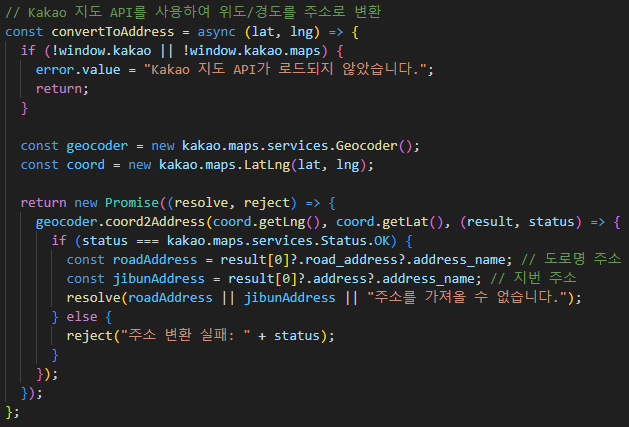 // Kakao 지도 API를 사용하여 위도/경도를 주소로 변환
const convertToAddress = async (lat, lng) => {
  if (!window.kakao || !window.kakao.maps) {
    error.value = "Kakao 지도 API가 로드되지 않았습니다.";
    return;
  }

  const geocoder = new kakao.maps.services.Geocoder();
  const coord = new kakao.maps.LatLng(lat, lng);

  return new Promise((resolve, reject) => {
    geocoder.coord2Address(coord.getLng(), coord.getLat(), (result, status) => {
      if (status === kakao.maps.services.Status.OK) {
        const roadAddress = result[0]?.road_address?.address_name; // 도로명 주소
        const jibunAddress = result[0]?.address?.address_name; // 지번 주소
        resolve(roadAddress || jibunAddress || "주소를 가져올 수 없습니다.");
      } else {
        reject("주소 변환 실패: " + status);
      }
    });
  });
};